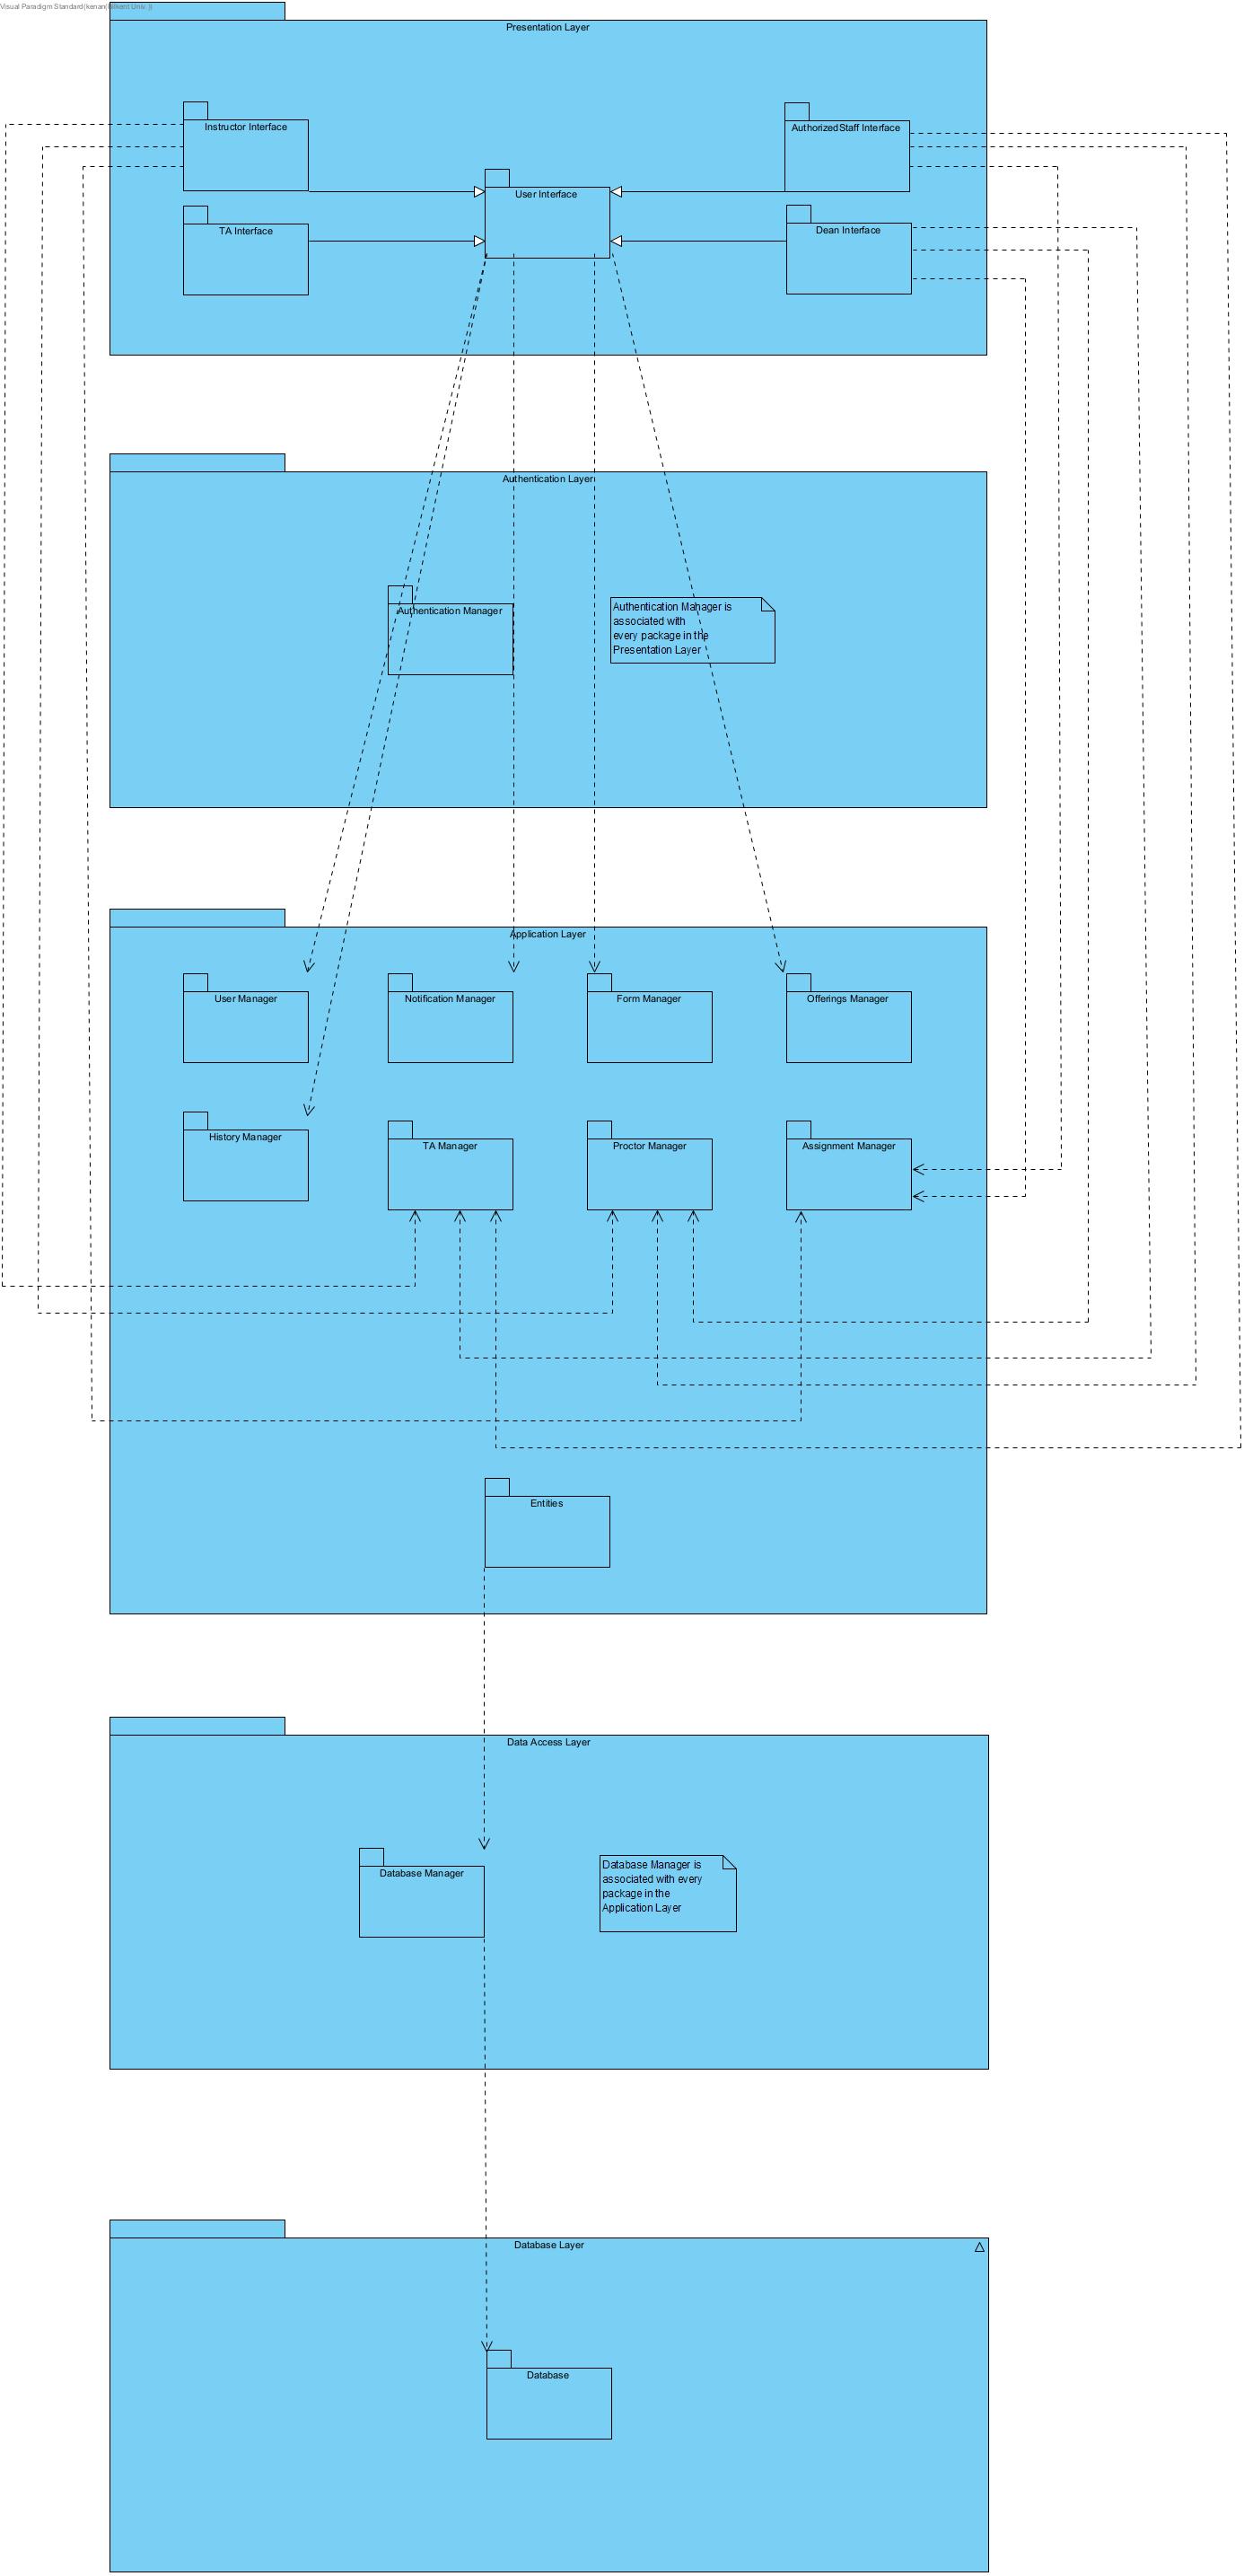 Visual Paradigm Standard(kenan(Bilkent Univ. ))
Presentation Layer
Instructor Interface
AuthorizedStaff Interface
User Interface
TA Interface
Dean Interface
Authentication Layer
Authentication Manager
Authentication Manager is
associated with
every package in the
Presentation Layer
Application Layer
User Manager
Notification Manager
Form Manager
Offerings Manager
History Manager
TA Manager
Proctor Manager
Assignment Manager
Entities
Data Access Layer
Database Manager
Database Manager is
associated with every
package in the
Application Layer
Database Layer
Database